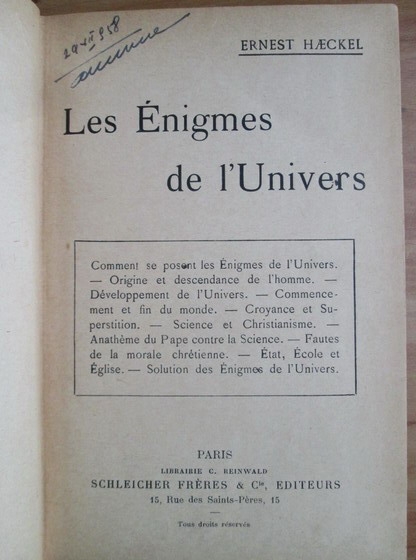 ERNEST HÆCKEL
Les Énigmes
de l'Univers
Comment se posent les Énigmes de l'Univers.
— Origine et descendance de l'homme. —
Développement de l'Univers. — Commence-
ment et fin du monde. — Croyance et Su-
perstition. — Science et Christianisme. —
Anathème du Pape contre la Science. — Fautes
de la morale chrétienne. — État, École et
Église. — Solution des Énigmes de l'Univers.
PARIS
LIBRAIRIE C. REINWALD
SCHLEICHER FRÈRES & Cie, EDITEURS
15, Rue des Saints-Pères, 15
Tous droits réservés